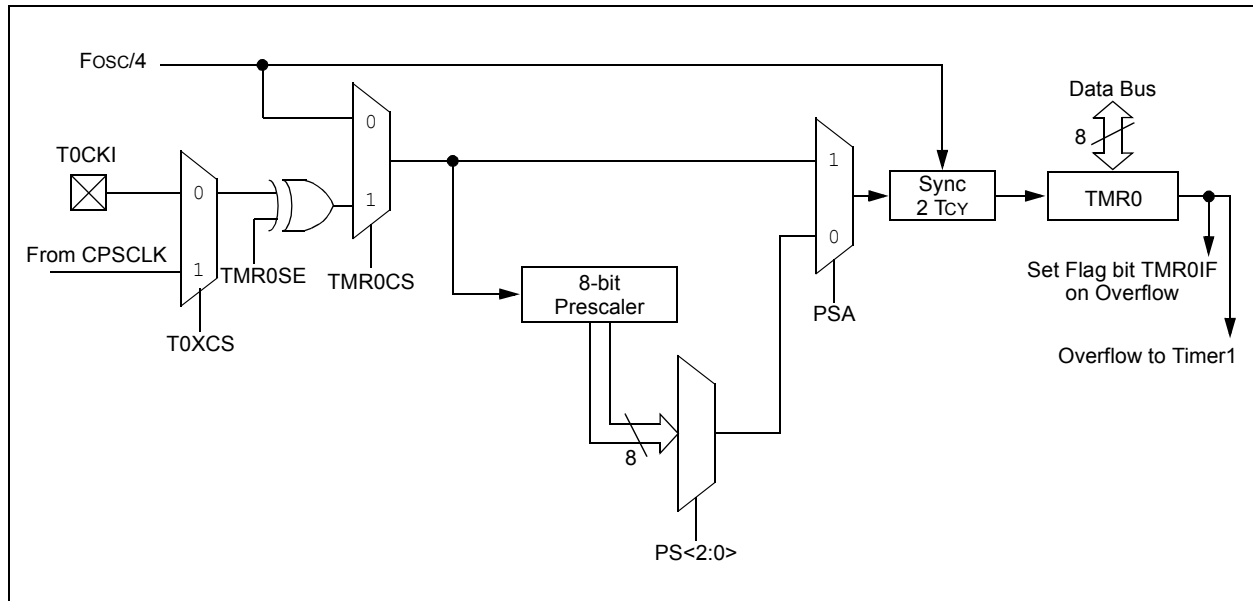 FOSC/4
Data Bus
8
T0CKI
0
1
0
1
1
0
From CPSCLK
TMR0SE
TMR0CS
T0XCS
8-bit
Prescaler
8
PS<2:0>
PSA
Sync
2 TCY
TMR0
Set Flag bit TMR0IF
on Overflow
Overflow to Timer1